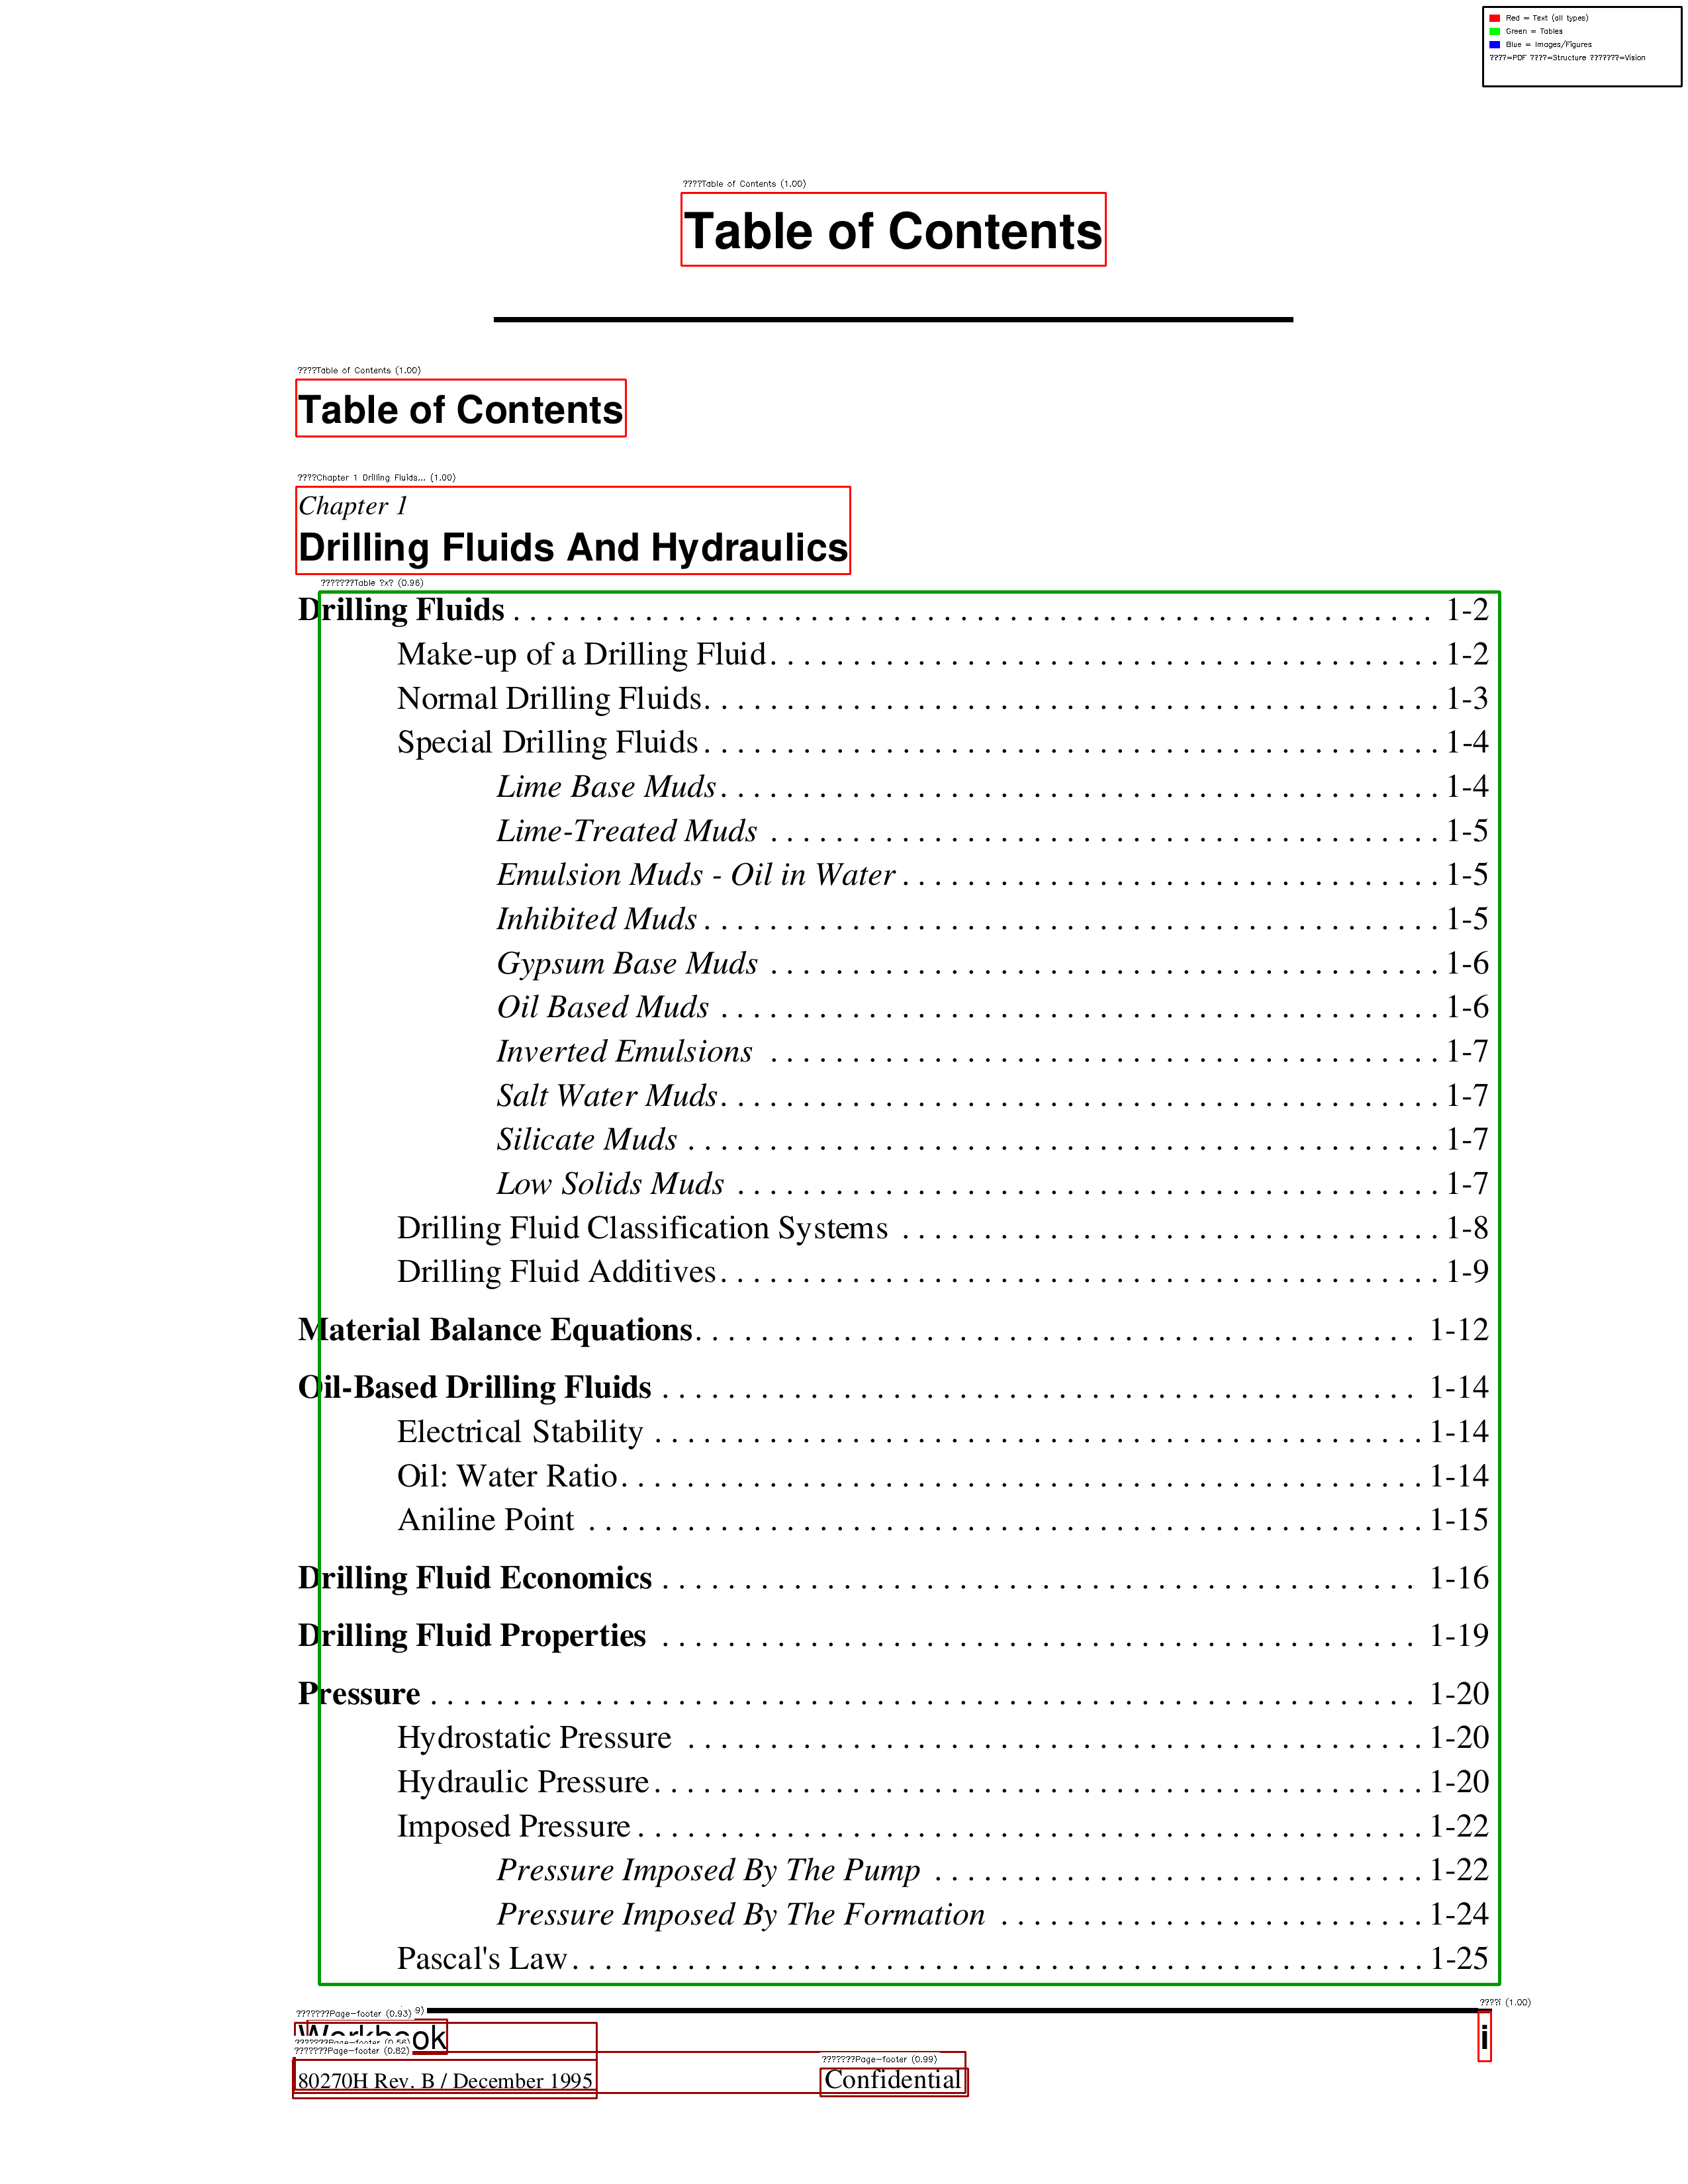 Red = Text (all types)
Green = Tables
Blue = Images/Figures
????=PDF ????=Structure ???????=Vision
????Table of Contents (1.00)
Table of Contents
????Table of Contents (1.00)
Table of Contents
????Chapter 1 Drilling Fluids... (1.00)
Chapter 1
Drilling Fluids And Hydraulics
???????Table ?x? (0.96)
Drilling Fluids . . . . . . . . . . . . . . . . . . . . 1-2
Make-up of a Drilling Fluid. . . . . . . . . . . . . . . . . . . . 1-2
Normal Drilling Fluids. . . . . . . . . . . . . . . . . . . . 1-3
Special Drilling Fluids . . . . . . . . . . . . . . . . . . . . 1-4
Lime Base Muds . . . . . . . . . . . . . . . . . . . . 1-4
Lime-Treated Muds . . . . . . . . . . . . . . . . . . . . 1-5
Emulsion Muds - Oil in Water . . . . . . . . . . . . . . . . . . . . 1-5
Inhibited Muds . . . . . . . . . . . . . . . . . . . . 1-5
Gypsum Base Muds . . . . . . . . . . . . . . . . . . . . 1-6
Oil Based Muds . . . . . . . . . . . . . . . . . . . . 1-6
Inverted Emulsions . . . . . . . . . . . . . . . . . . . . 1-7
Salt Water Muds . . . . . . . . . . . . . . . . . . . . 1-7
Silicate Muds . . . . . . . . . . . . . . . . . . . . 1-7
Low Solids Muds . . . . . . . . . . . . . . . . . . . . 1-7
Drilling Fluid Classification Systems . . . . . . . . . . . . . . . . . . . . 1-8
Drilling Fluid Additives . . . . . . . . . . . . . . . . . . . . 1-9
Material Balance Equations. . . . . . . . . . . . . . . . . . . . 1-12
Oil-Based Drilling Fluids . . . . . . . . . . . . . . . . . . . . 1-14
Electrical Stability . . . . . . . . . . . . . . . . . . . . 1-14
Oil: Water Ratio . . . . . . . . . . . . . . . . . . . . 1-14
Aniline Point . . . . . . . . . . . . . . . . . . . . 1-15
Drilling Fluid Economics . . . . . . . . . . . . . . . . . . . . 1-16
Drilling Fluid Properties . . . . . . . . . . . . . . . . . . . . 1-19
Pressure . . . . . . . . . . . . . . . . . . . . 1-20
Hydrostatic Pressure . . . . . . . . . . . . . . . . . . . . 1-20
Hydraulic Pressure . . . . . . . . . . . . . . . . . . . . 1-20
Imposed Pressure . . . . . . . . . . . . . . . . . . . . 1-22
Pressure Imposed By The Pump . . . . . . . . . . . . . . . . . . . . 1-22
Pressure Imposed By The Formation . . . . . . . . . . . . . . . . . . . . 1-24
Pascal's Law . . . . . . . . . . . . . . . . . . . . 1-25
???????Page-footer (0.93) 9)
????i (1.00)
Workbook
i
???????Page-footer (0.56)
???????Page-footer (0.82)
???????Page-footer (0.99)
80270H Rev. B / December 1995
Confidential